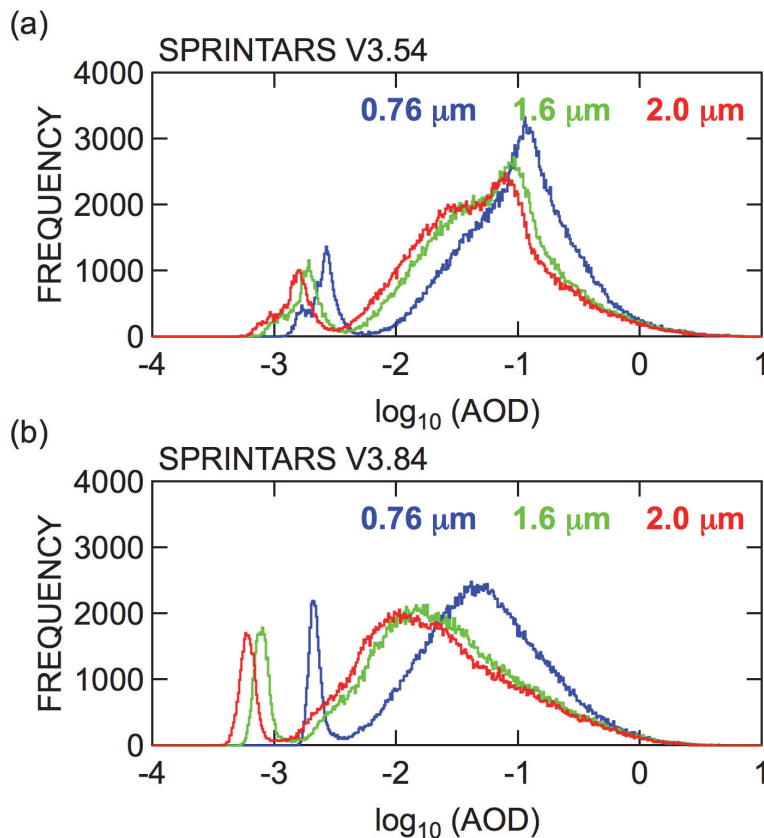 (a)
SPRINTARS V3.54
0.76 μm 1.6 μm 2.0 μm
4000
3000
2000
1000
0
FREQUENCY
-4 -3 -2 -1 0 1
log₁₀ (AOD)
(b)
SPRINTARS V3.84
0.76 μm 1.6 μm 2.0 μm
4000
3000
2000
1000
0
FREQUENCY
-4 -3 -2 -1 0 1
log₁₀ (AOD)